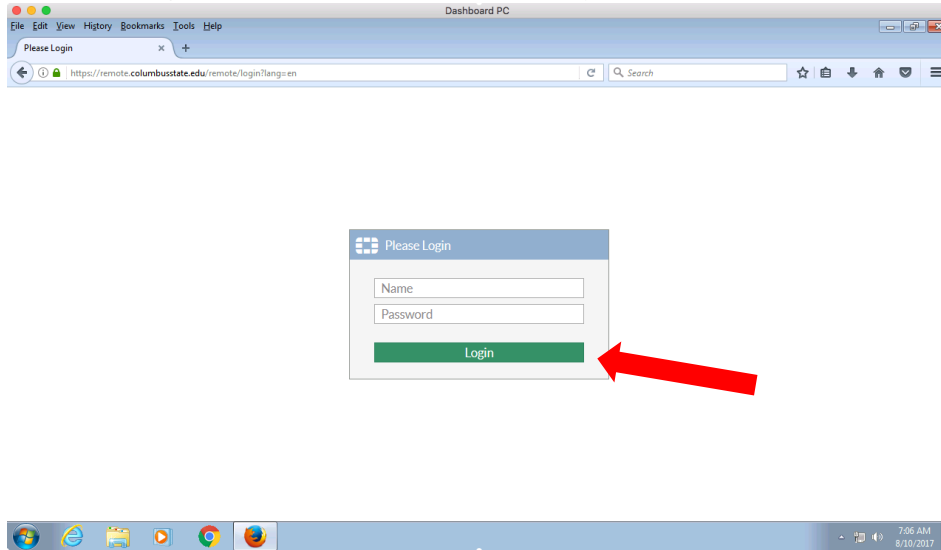 Dashboard PC
File Edit View History Bookmarks Tools Help
Please Login
https://remote.columbusstate.edu/remote/login?lang=en
Search
Please Login
Name
Password
Login
7:06 AM
8/10/2017